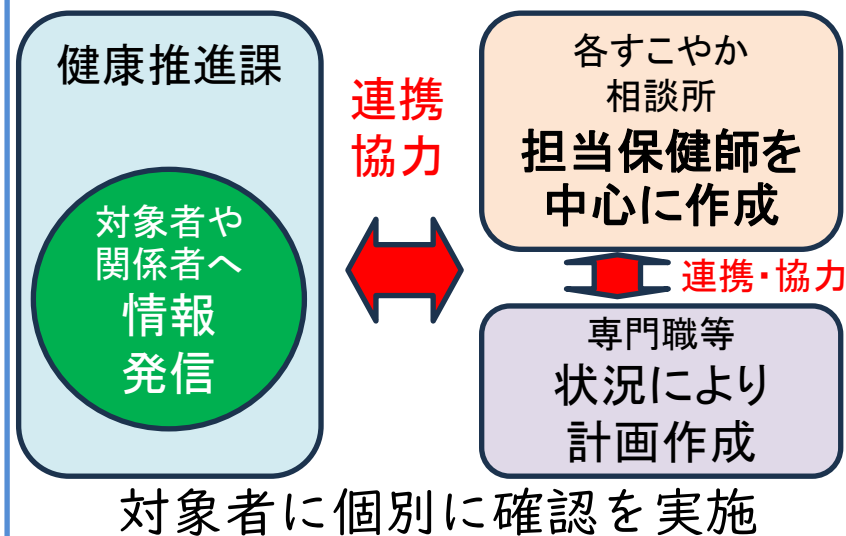 健康推進課
対象者や
関係者へ
情報
発信
連携
協力
各すこやか
相談所
担当保健師を
中心に作成
連携・協力
専門職等
状況により
計画作成
対象者に個別に確認を実施